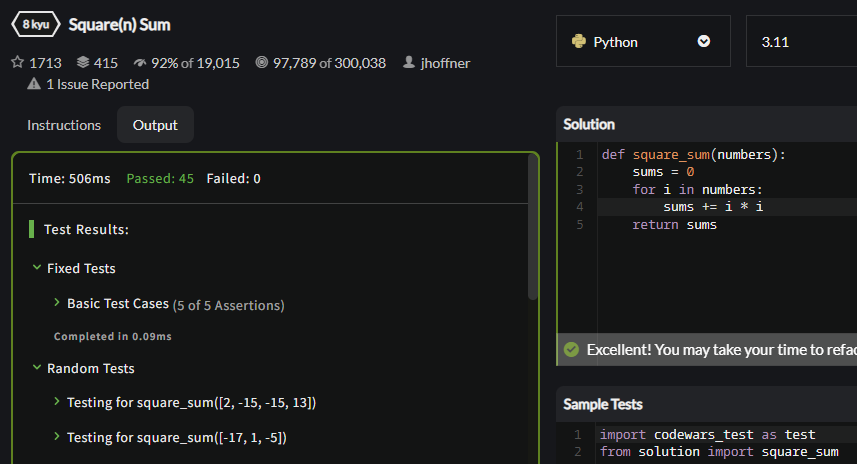 8 kyu Square(n) Sum
1713 415 92% of 19,015 97,789 of 300,038 jhoffner
1 Issue Reported
Instructions Output
Time: 506ms Passed: 45 Failed: 0
Test Results:
Fixed Tests
Basic Test Cases (5 of 5 Assertions)
Completed in 0.09ms
Random Tests
Testing for square_sum([2, -15, -15, 13])
Testing for square_sum([-17, 1, -5])
Python 3.11
Solution
1 def square_sum(numbers):
2 sums = 0
3 for i in numbers:
4 sums += i * i
5 return sums
Excellent! You may take your time to refac
Sample Tests
1 import codewars_test as test
2 from solution import square_sum